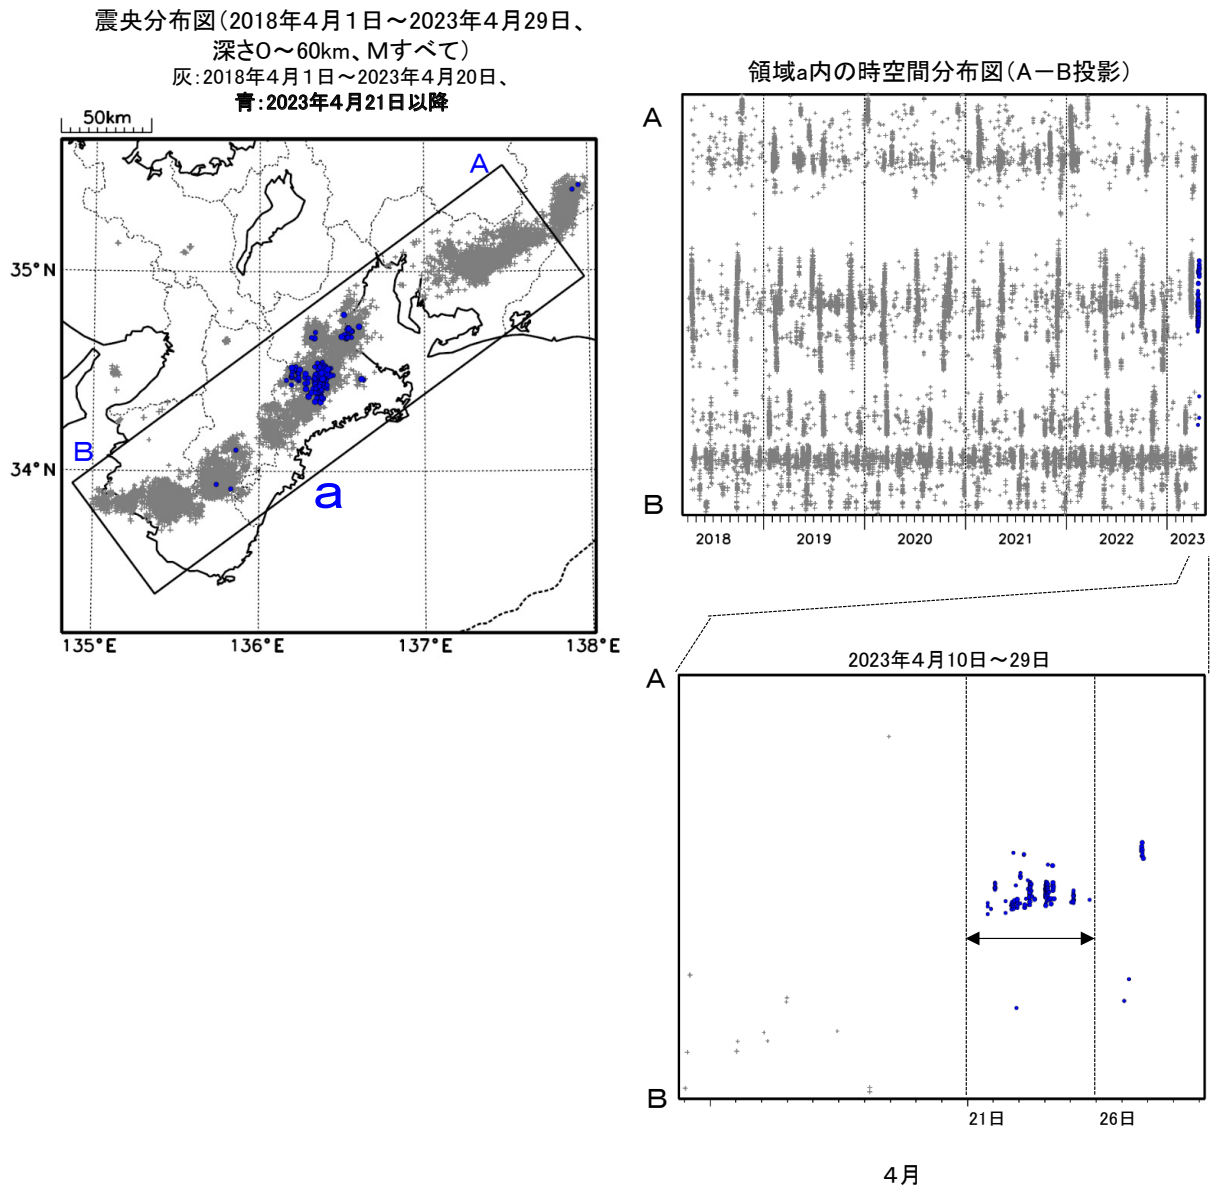 震央分布図（2018年４月１日～2023年４月29日、
深さ０～60km、Ｍすべて）
灰：2018年４月１日～2023年４月20日、
青：2023年４月21日以降
50km
A
B
a
35°N
34°N
135°E
136°E
137°E
138°E
領域a内の時空間分布図（Ａ－Ｂ投影）
A
B
2018
2019
2020
2021
2022
2023
2023年４月10日～29日
A
B
21日
26日
４月